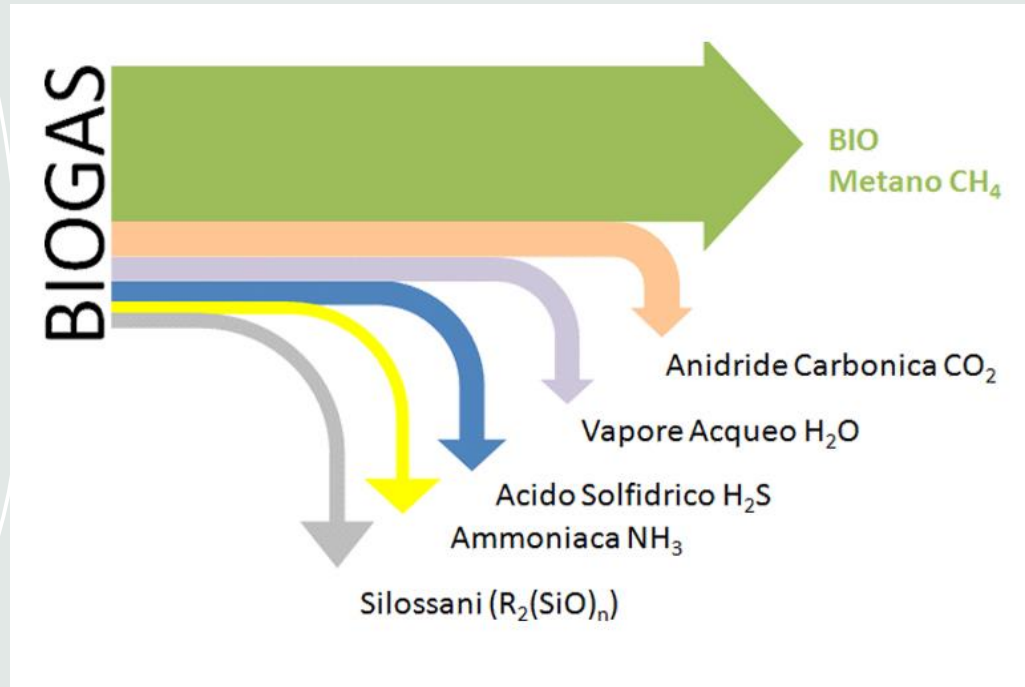 BIOGAS
BIO
Metano CH₄
Anidride Carbonica CO₂
Vapore Acqueo H₂O
Acido Solfidrico H₂S
Ammoniaca NH₃
Silossani (R₂(SiO)ₙ)